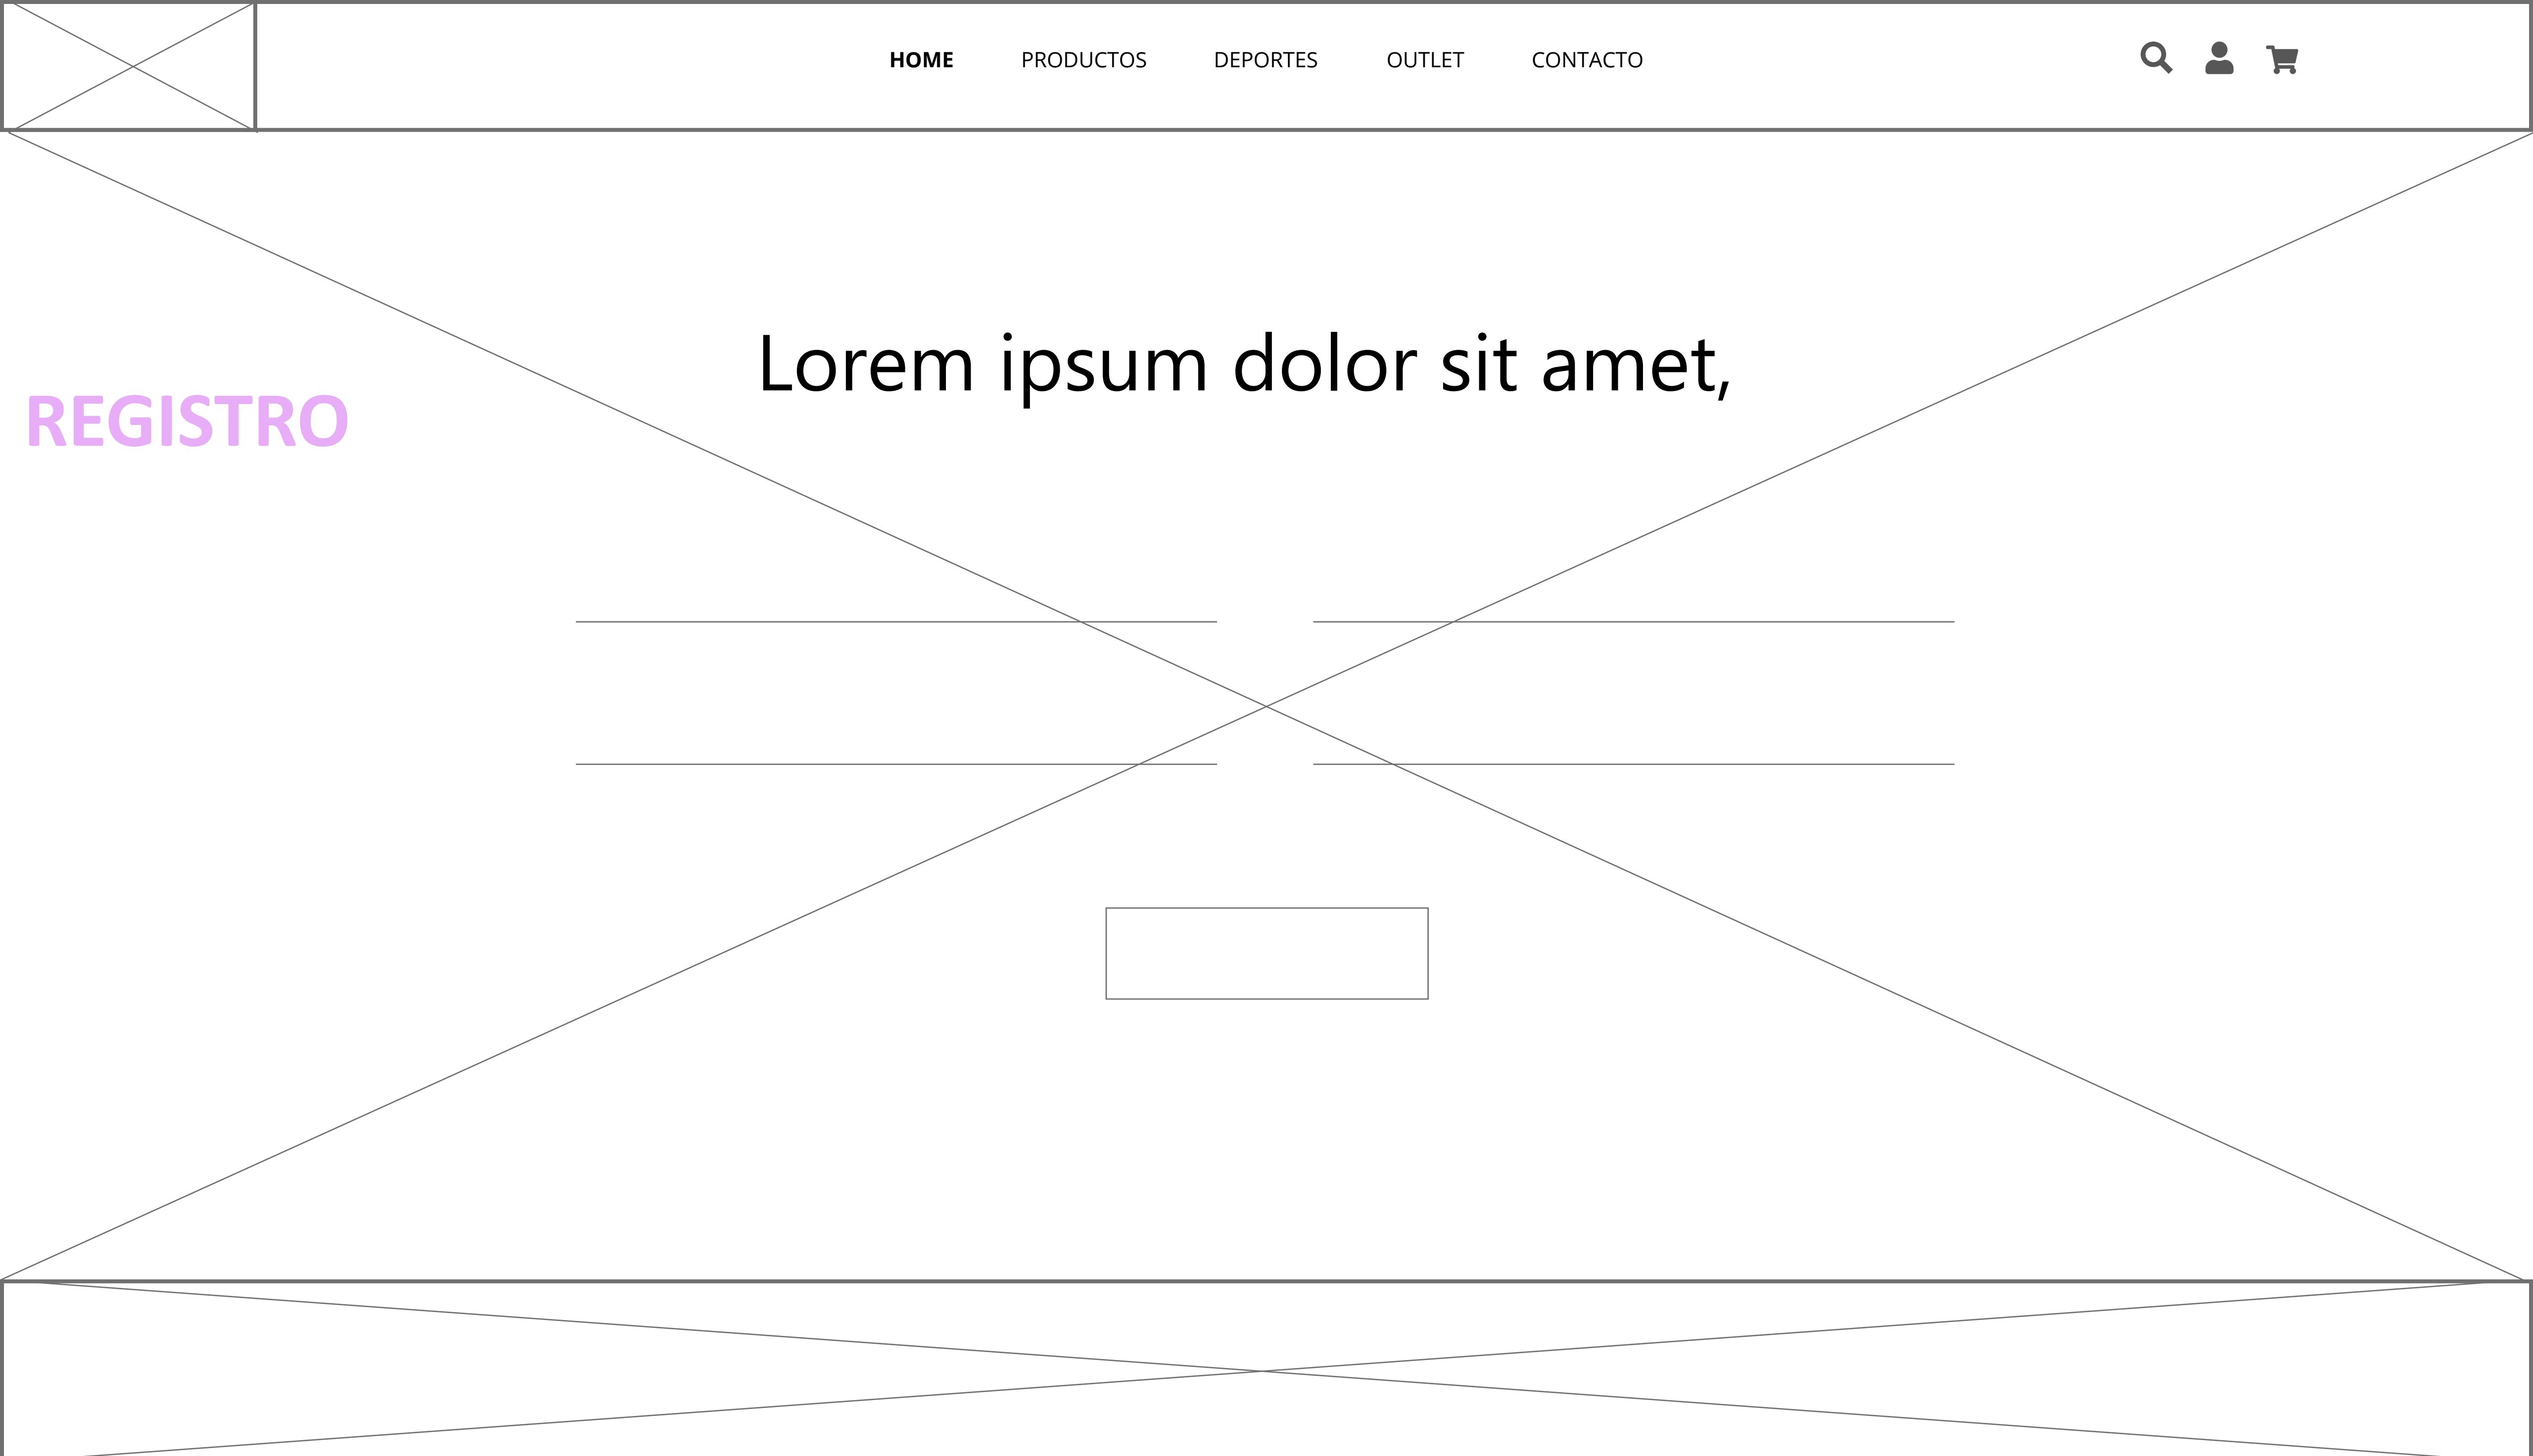 HOME PRODUCTOS DEPORTES OUTLET CONTACTO
Lorem ipsum dolor sit amet,
REGISTRO